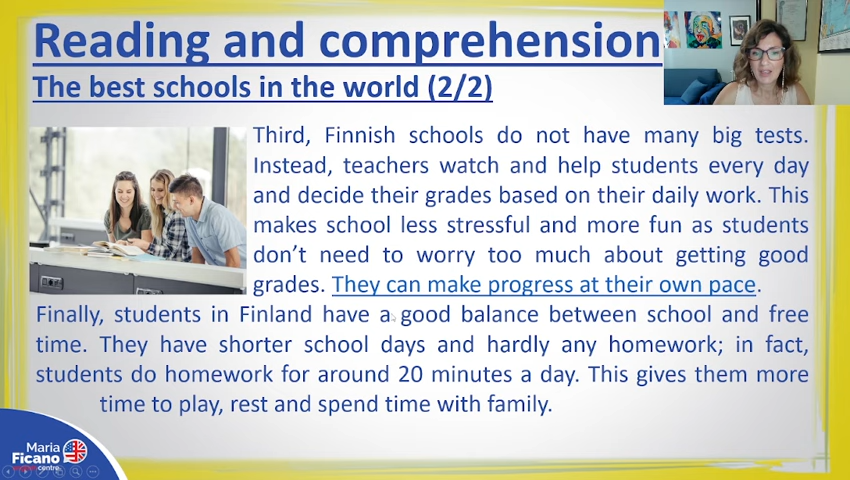 Reading and comprehension
The best schools in the world (2/2)
Third, Finnish schools do not have many big tests.
Instead, teachers watch and help students every day
and decide their grades based on their daily work. This
makes school less stressful and more fun as students
don't need to worry too much about getting good
grades. They can make progress at their own pace.
Finally, students in Finland have a good balance between school and free
time. They have shorter school days and hardly any homework; in fact,
students do homework for around 20 minutes a day. This gives them more
time to play, rest and spend time with family.
Maria
Ficano
centre